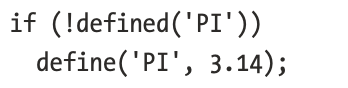 if (!defined('PI'))
  define('PI', 3.14);